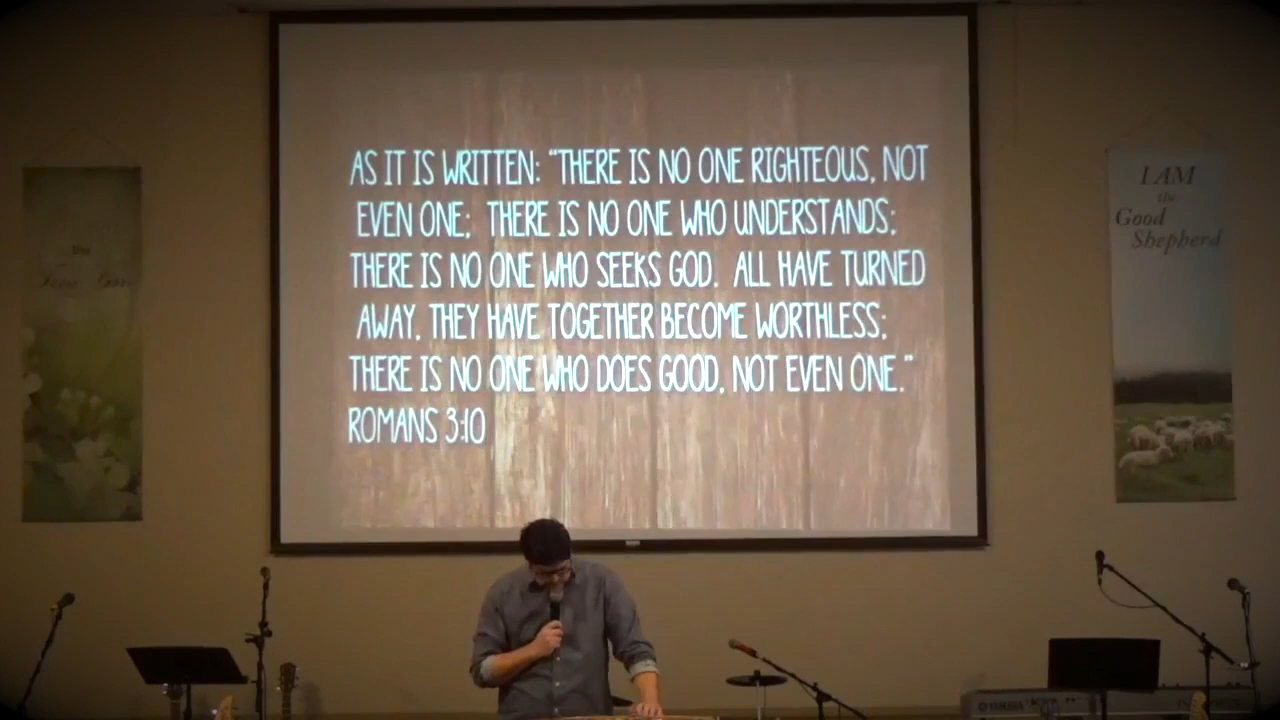 AS IT IS WRITTEN: “THERE IS NO ONE RIGHTEOUS, NOT
EVEN ONE; THERE IS NO ONE WHO UNDERSTANDS;
THERE IS NO ONE WHO SEEKS GOD. ALL HAVE TURNED
AWAY, THEY HAVE TOGETHER BECOME WORTHLESS;
THERE IS NO ONE WHO DOES GOOD, NOT EVEN ONE.”
ROMANS 3:10
I AM
the
Good
Shepherd
YAMAHA